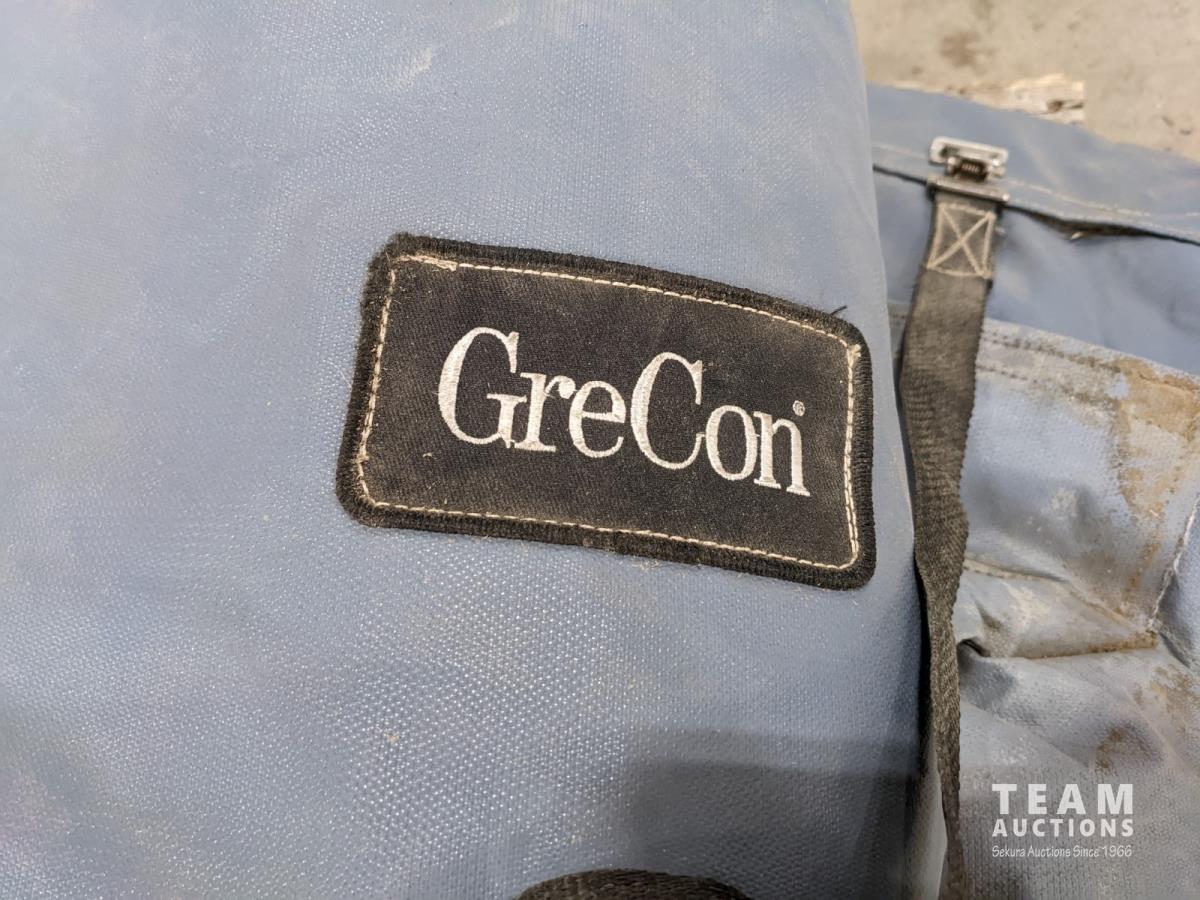 GreCon®
TEAM
AUCTIONS
Sekura Auctions Since 1966